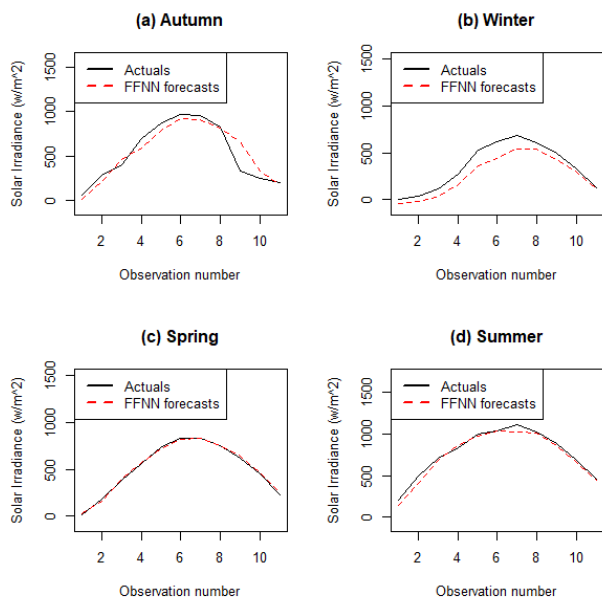 (a) Autumn
Actuals
FFNN forecasts
Solar Irradiance (w/m^2)
0 500 1000 1500
2 4 6 8 10
Observation number
(b) Winter
Actuals
FFNN forecasts
Solar Irradiance (w/m^2)
0 500 1000 1500
2 4 6 8 10
Observation number
(c) Spring
Actuals
FFNN forecasts
Solar Irradiance (w/m^2)
0 500 1000 1500
2 4 6 8 10
Observation number
(d) Summer
Actuals
FFNN forecasts
Solar Irradiance (w/m^2)
0 500 1000 1500
2 4 6 8 10
Observation number